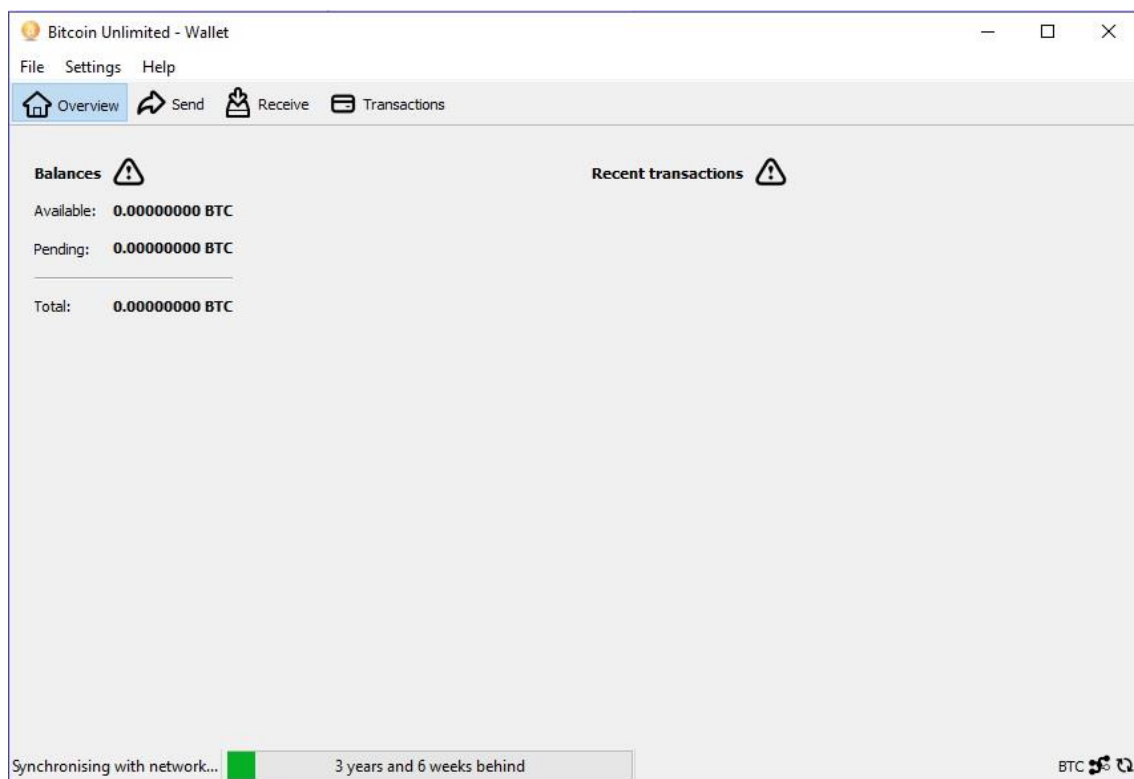 Bitcoin Unlimited - Wallet
File Settings Help
Overview Send Receive Transactions
Balances Recent transactions
Available: 0.00000000 BTC
Pending: 0.00000000 BTC
Total: 0.00000000 BTC
Synchronising with network... 3 years and 6 weeks behind BTC